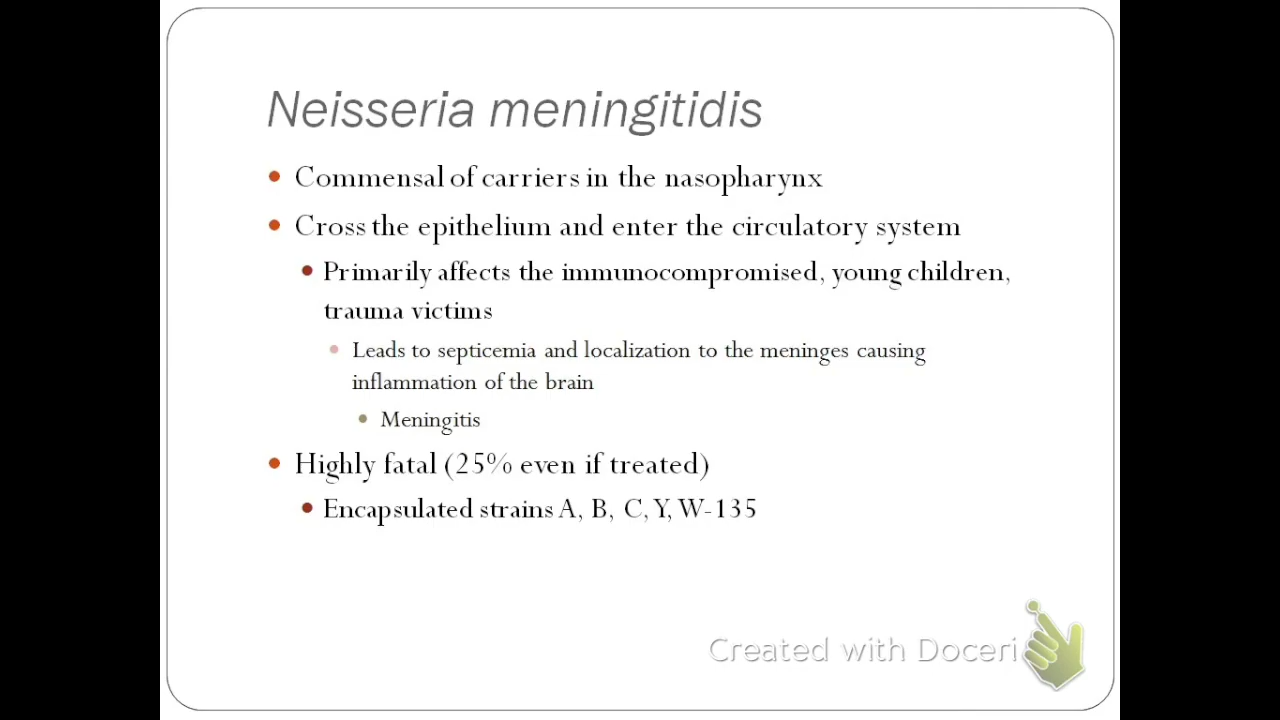 Neisseria meningitidis
Commensal of carriers in the nasopharynx
Cross the epithelium and enter the circulatory system
Primarily affects the immunocompromised, young children,
trauma victims
Leads to septicemia and localization to the meninges causing
inflammation of the brain
Meningitis
Highly fatal (25% even if treated)
Encapsulated strains A, B, C, Y, W-135
Created with Doceri